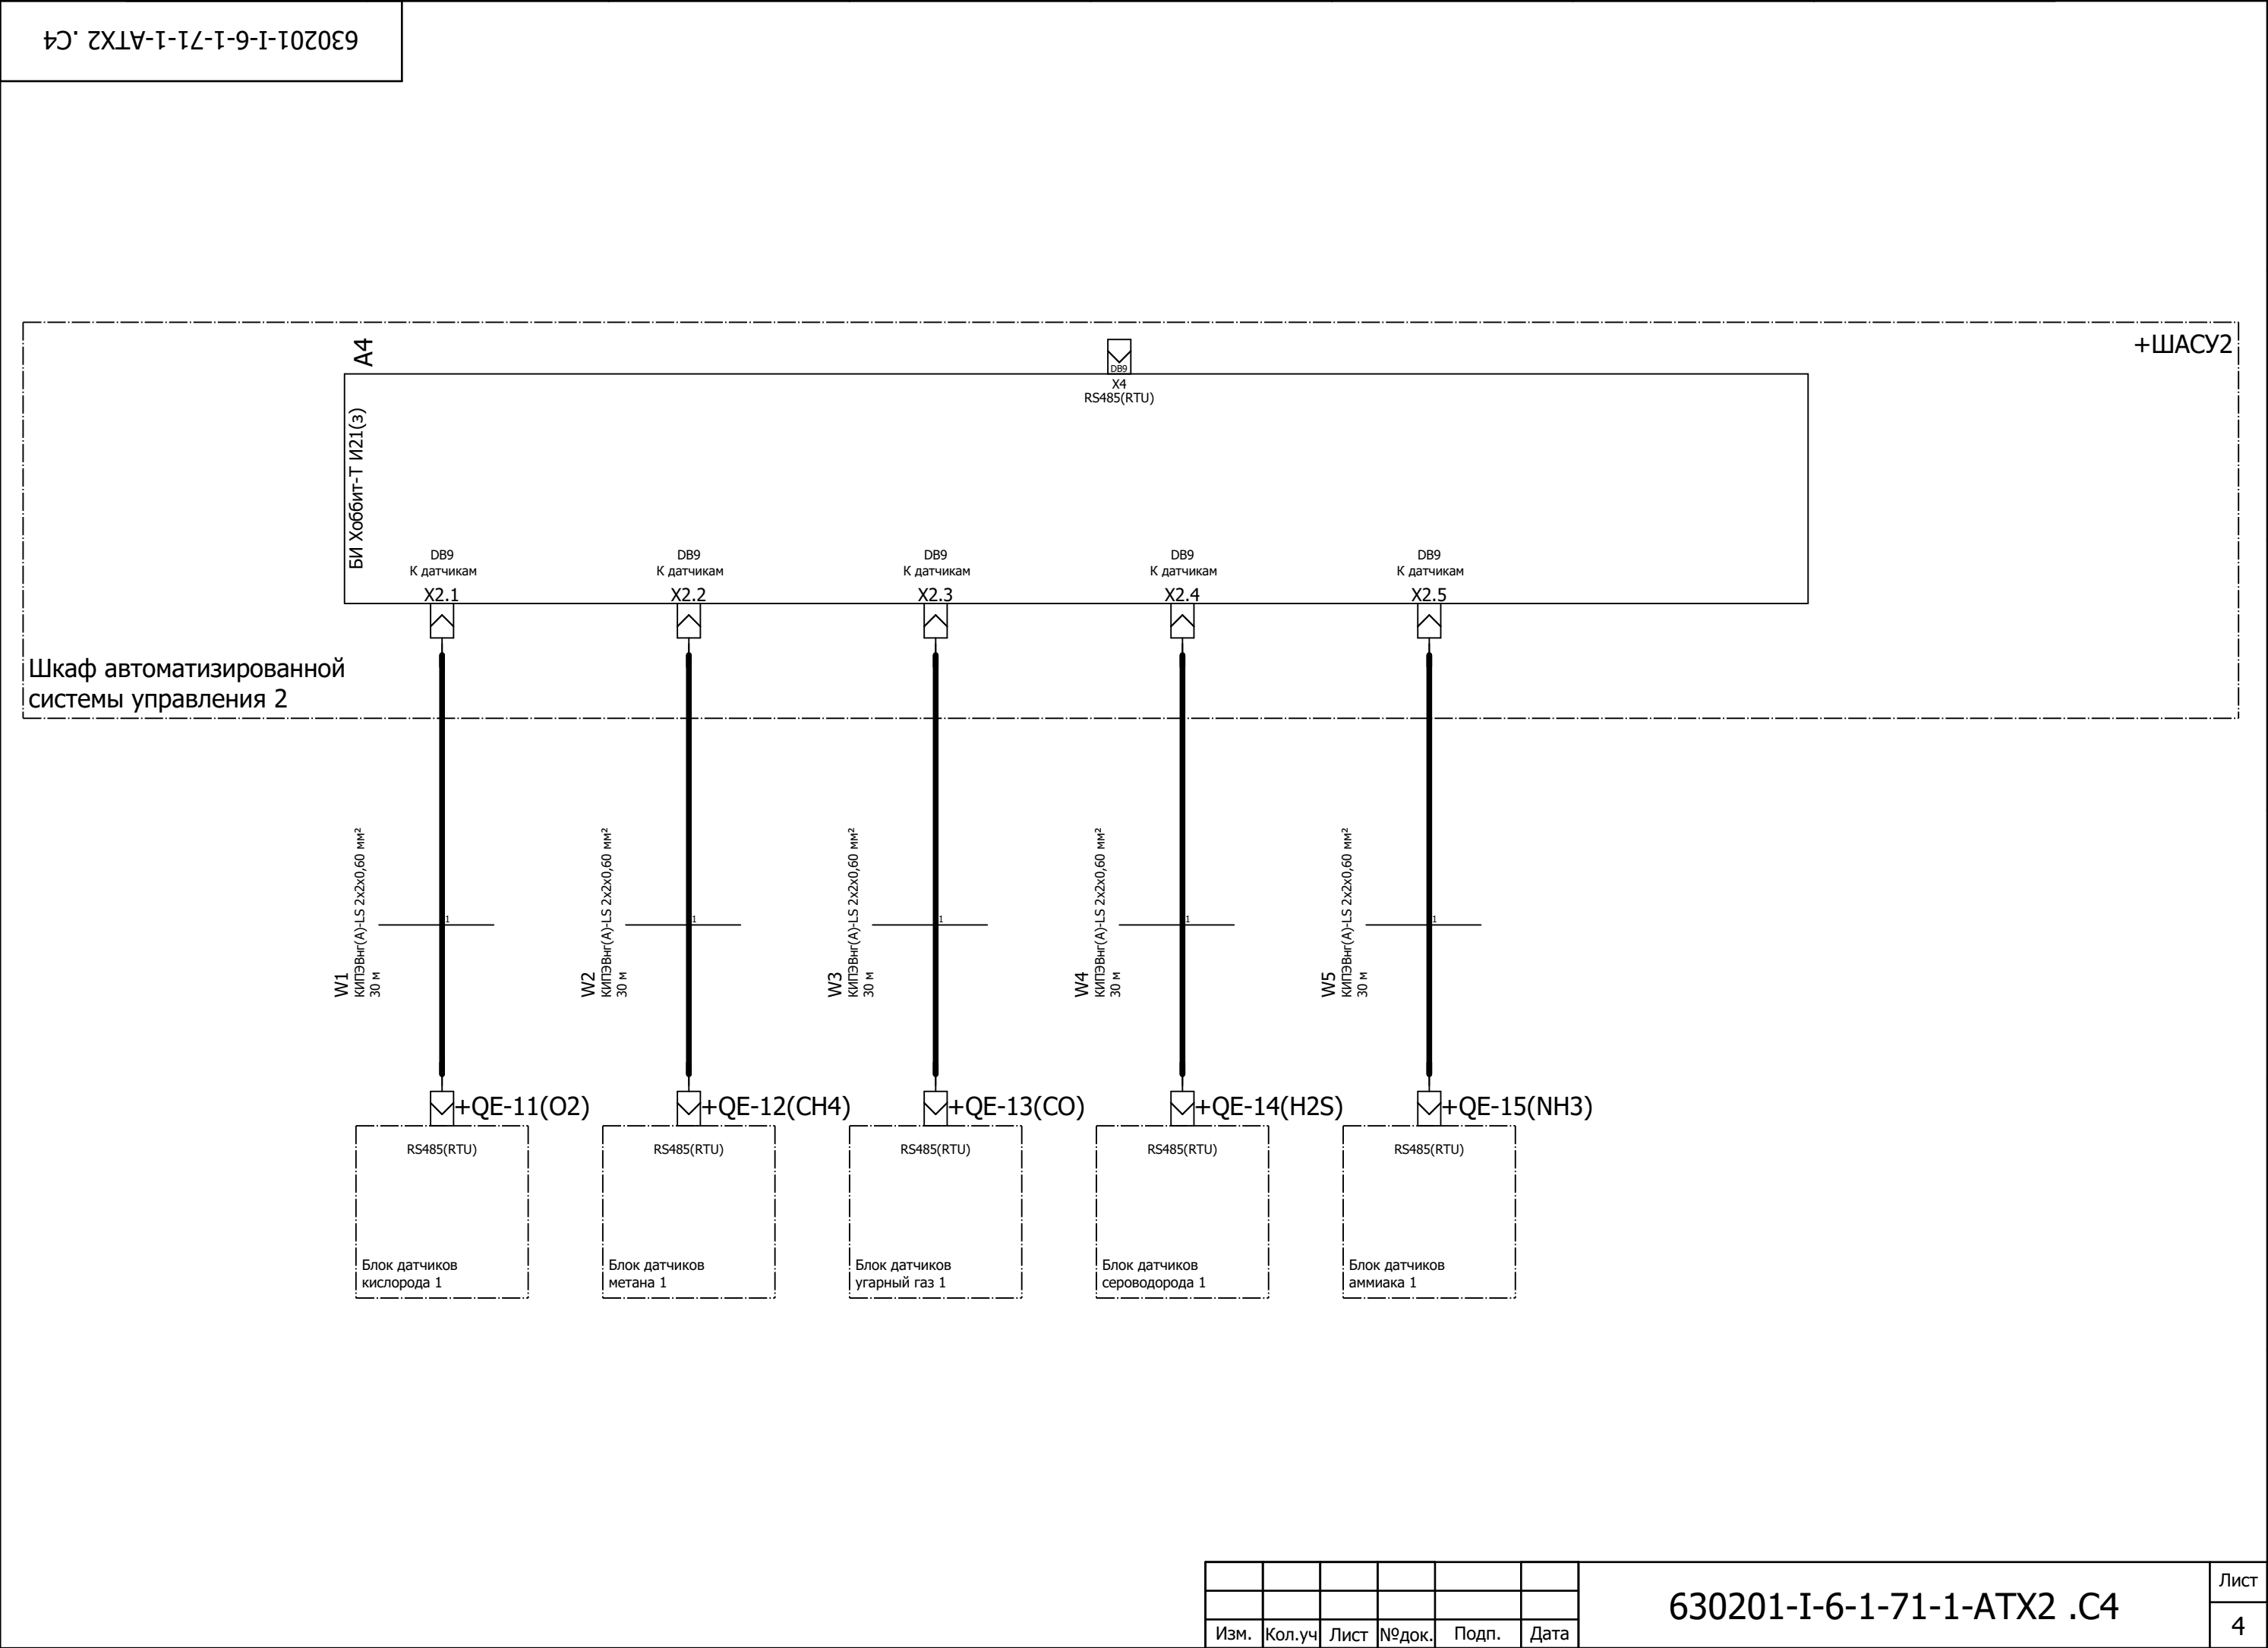 630201-I-6-1-71-1-АТХ2 .С4
А4
+ШАСУ2
DB9
X4
RS485(RTU)
БИ Хоббит-Т И21(з)
DB9 DB9 DB9 DB9 DB9
К датчикам К датчикам К датчикам К датчикам К датчикам
X2.1 X2.2 X2.3 X2.4 X2.5
Шкаф автоматизированной
системы управления 2
W1
КИПЭВнг(А)-LS 2x2x0,60 мм²
30 м
1
W2
КИПЭВнг(А)-LS 2x2x0,60 мм²
30 м
1
W3
КИПЭВнг(А)-LS 2x2x0,60 мм²
30 м
1
W4
КИПЭВнг(А)-LS 2x2x0,60 мм²
30 м
1
W5
КИПЭВнг(А)-LS 2x2x0,60 мм²
30 м
1
+QE-11(O2)
RS485(RTU)
Блок датчиков
кислорода 1
+QE-12(CH4)
RS485(RTU)
Блок датчиков
метана 1
+QE-13(CO)
RS485(RTU)
Блок датчиков
угарный газ 1
+QE-14(H2S)
RS485(RTU)
Блок датчиков
сероводорода 1
+QE-15(NH3)
RS485(RTU)
Блок датчиков
аммиака 1
Изм. Кол.уч Лист №док. Подп. Дата
630201-I-6-1-71-1-АТХ2 .С4
Лист
4